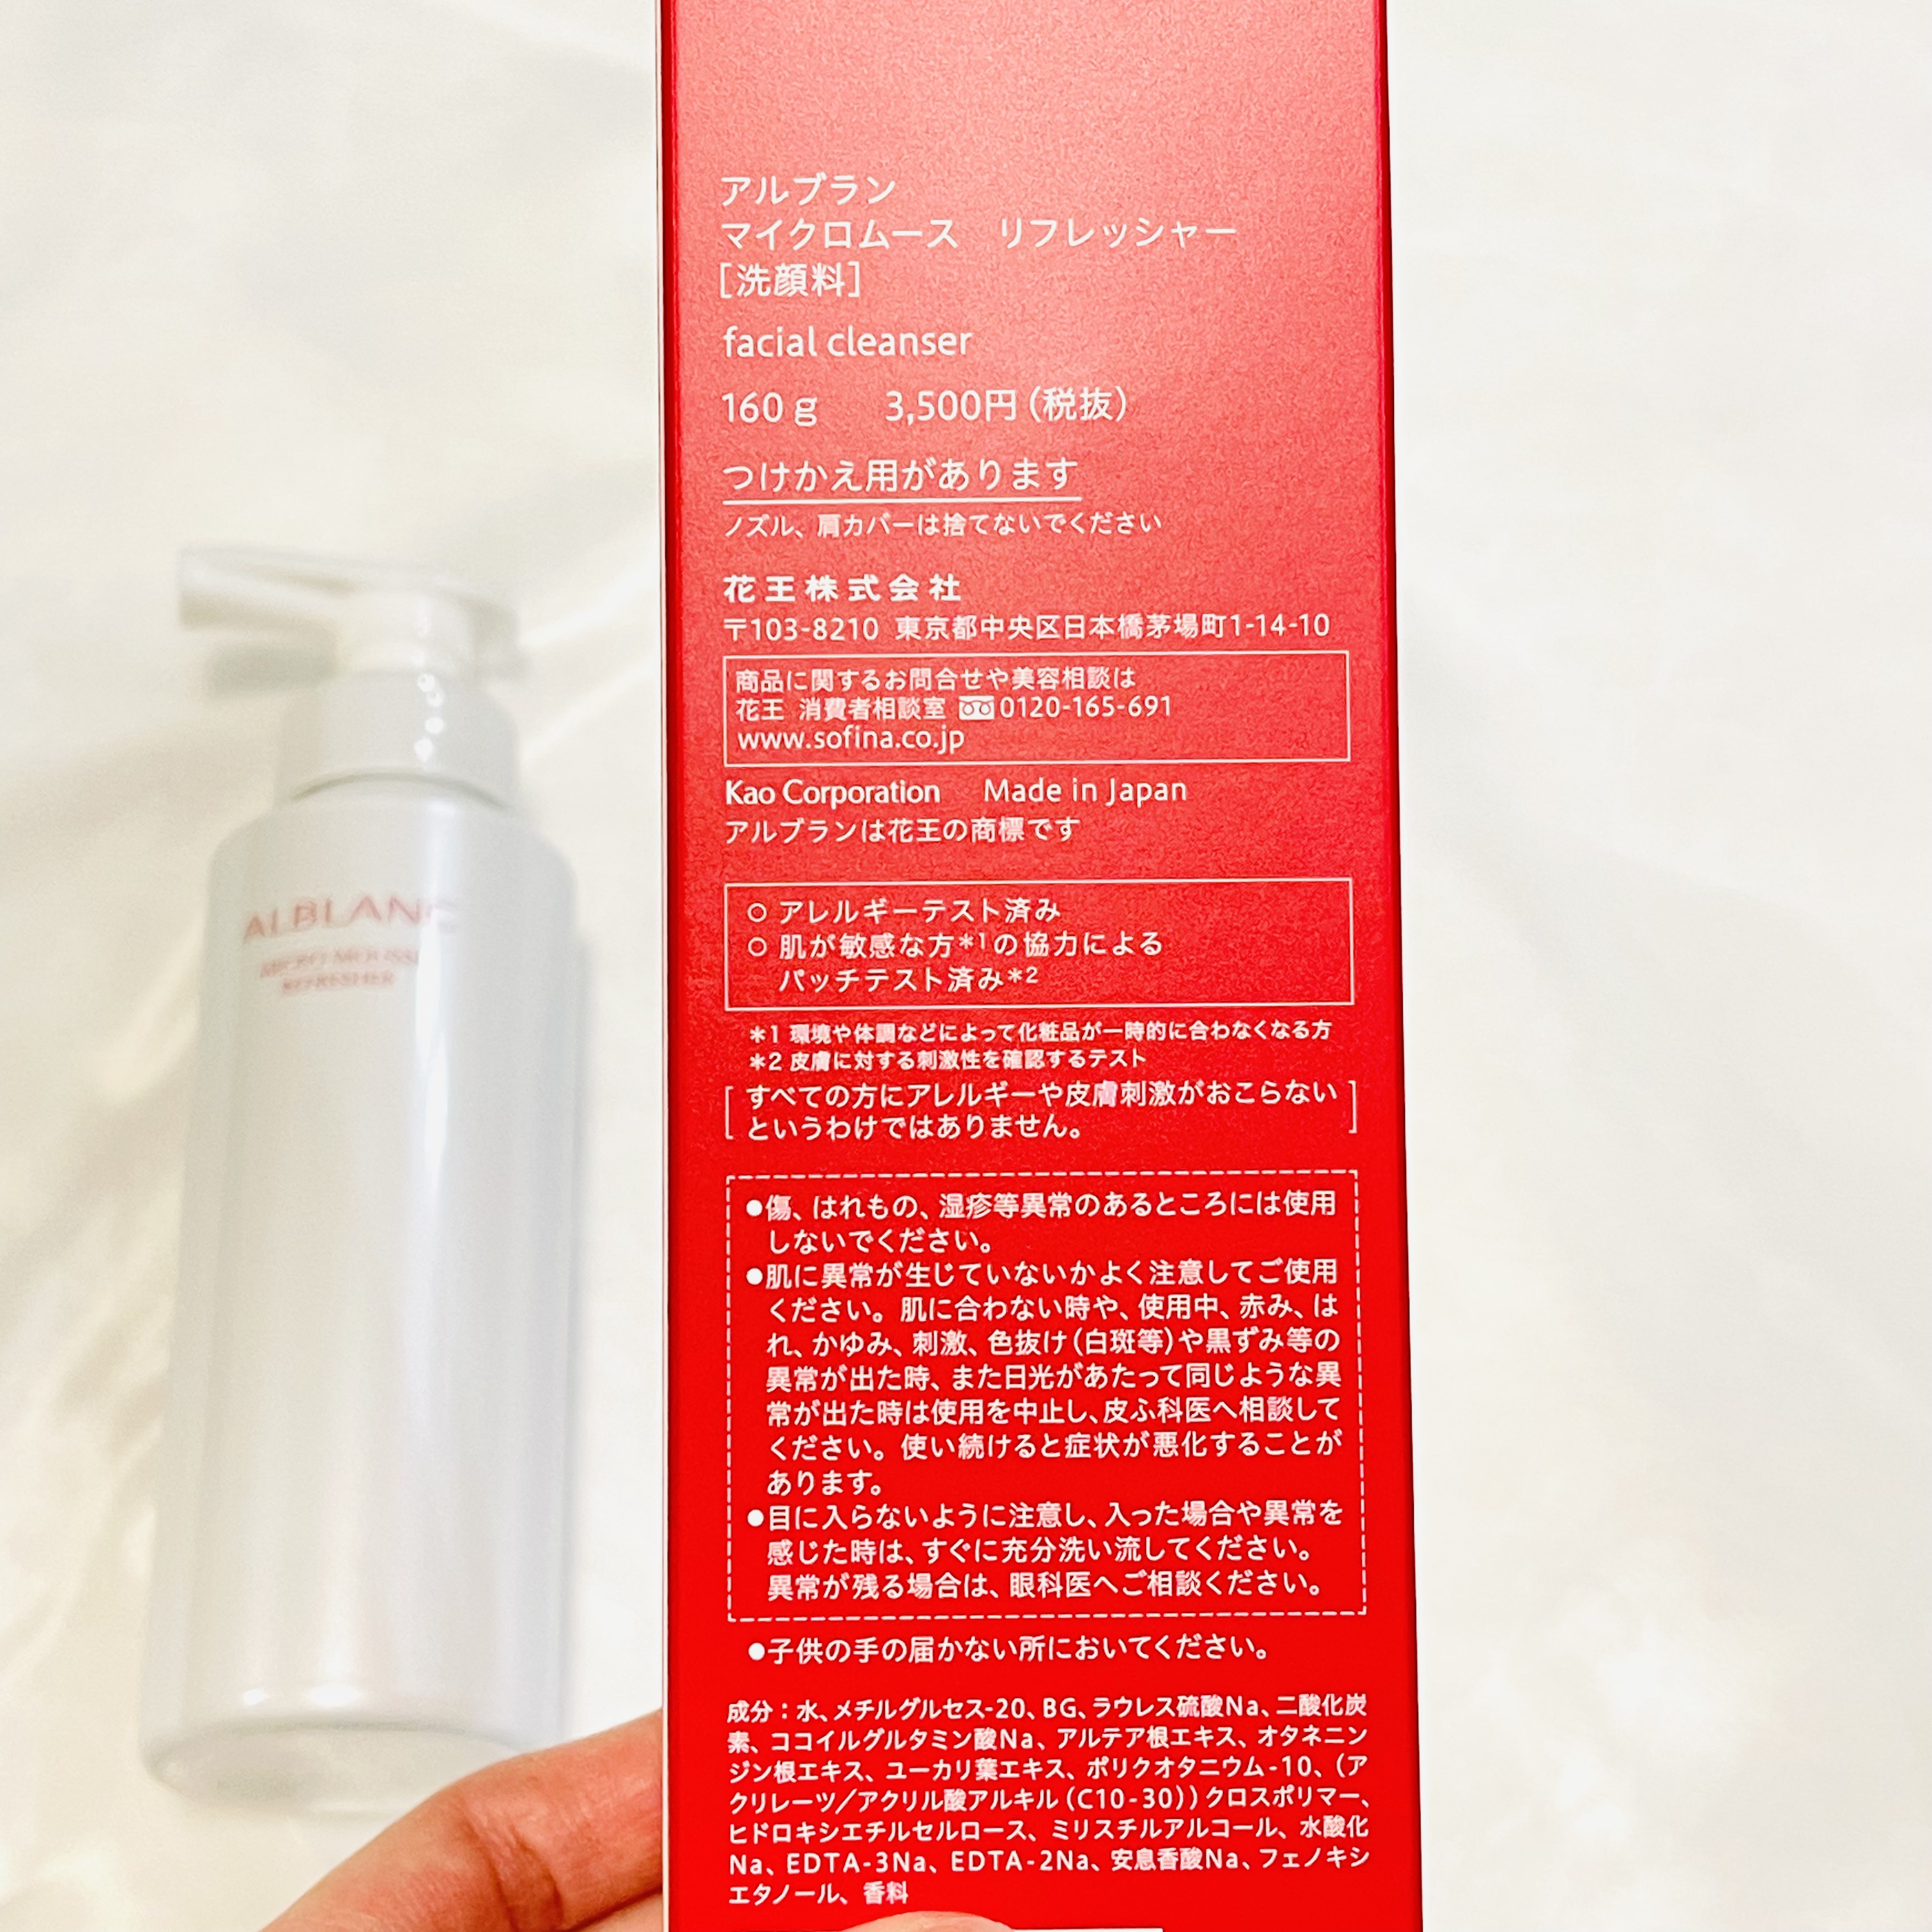 アルブラン
マイクロムース リフレッシャー
[洗顔料]
facial cleanser
160g 3,500円(税抜)
つけかえ用があります
ノズル、肩カバーは捨てないでください
花王株式会社
〒103-8210 東京都中央区日本橋茅場町1-14-10
商品に関するお問合せや美容相談は
花王 消費者相談室 0120-165-691
www.sofina.co.jp
Kao Corporation Made in Japan
アルブランは花王の商標です
○ アレルギーテスト済み
○ 肌が敏感な方*1の協力による
パッチテスト済み*2
*1 環境や体調などによって化粧品が一時的に合わなくなる方
*2 皮膚に対する刺激性を確認するテスト
[すべての方にアレルギーや皮膚刺激がおこらない
というわけではありません。]
●傷、はれもの、湿疹等異常のあるところには使用
しないでください。
●肌に異常が生じていないかよく注意してご使用
ください。肌に合わない時や、使用中、赤み、は
れ、かゆみ、刺激、色抜け(白斑等)や黒ずみ等の
異常が出た時、また日光があたって同じような異
常が出た時は使用を中止し、皮ふ科医へ相談して
ください。使い続けると症状が悪化することが
あります。
●目に入らないように注意し、入った場合や異常を
感じた時は、すぐに充分洗い流してください。
異常が残る場合は、眼科医へご相談ください。
●子供の手の届かない所においてください。
成分：水、メチルグルセス-20、BG、ラウレス硫酸Na、二酸化炭
素、ココイルグルタミン酸Na、アルテア根エキス、オタネニン
ジン根エキス、ユーカリ葉エキス、ポリクオタニウム-10、(ア
クリレーツ/アクリル酸アルキル(C10-30))クロスポリマー、
ヒドロキシエチルセルロース、ミリスチルアルコール、水酸化
Na、EDTA-3Na、EDTA-2Na、安息香酸Na、フェノキシ
エタノール、香料
ALBLANC
MICRO MOUSSE
REFRESHER